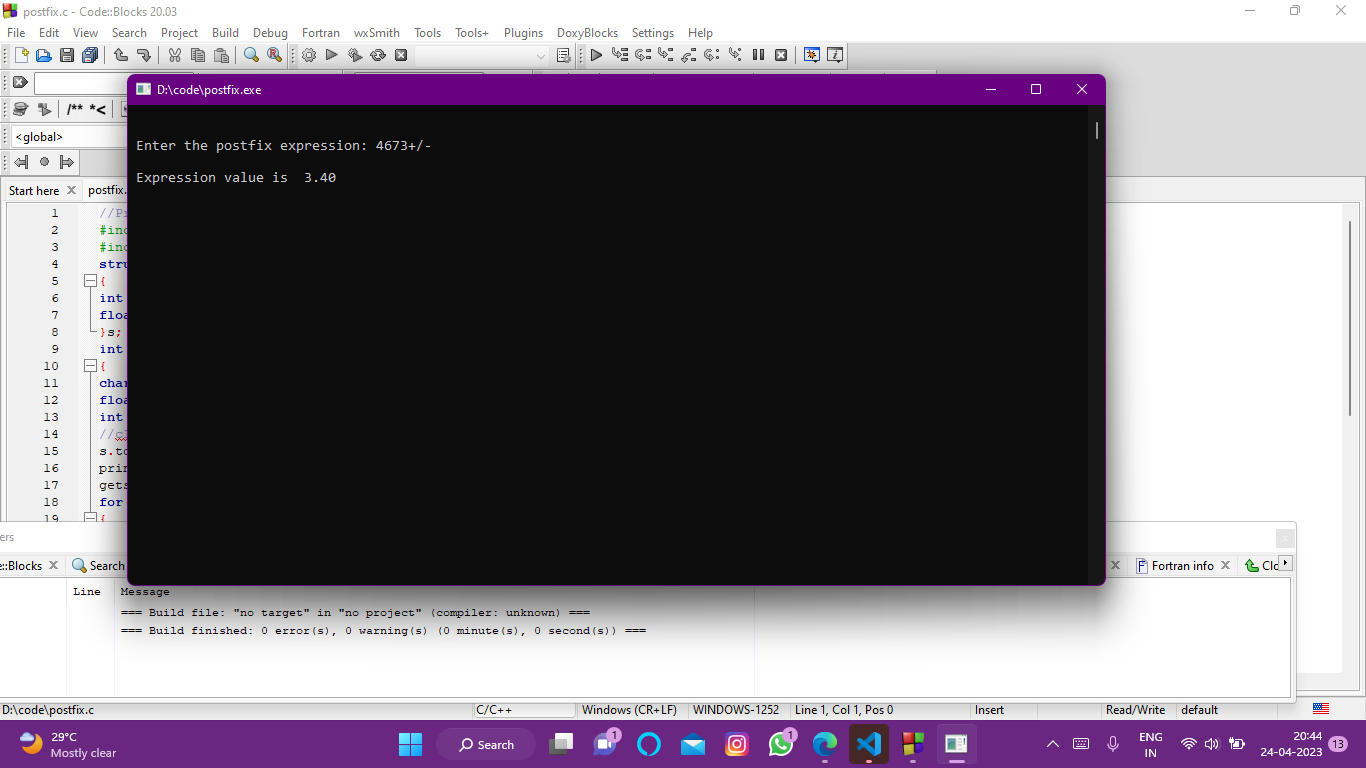 postfix.c - Code::Blocks 20.03
File Edit View Search Project Build Debug Fortran wxSmith Tools Tools+ Plugins DoxyBlocks Settings Help
D:\code\postfix.exe
/** *<
<global>
Enter the postfix expression: 4673+/-
Expression value is  3.40
Start here postfix.
1 //Pr
2 #inc
3 #inc
4 stru
5 {
6 int
7 floa
8 }s;
9 int
10 {
11 char
12 floa
13 int
14 //cl
15 s.to
16 prin
17 gets
18 for
19 {
ers
e::Blocks Search Fortran info Clo
Line Message
=== Build file: "no target" in "no project" (compiler: unknown) ===
=== Build finished: 0 error(s), 0 warning(s) (0 minute(s), 0 second(s)) ===
D:\code\postfix.c C/C++ Windows (CR+LF) WINDOWS-1252 Line 1, Col 1, Pos 0 Insert Read/Write default
29°C
Mostly clear
Search
1
1
ENG
IN
20:44
24-04-2023
13